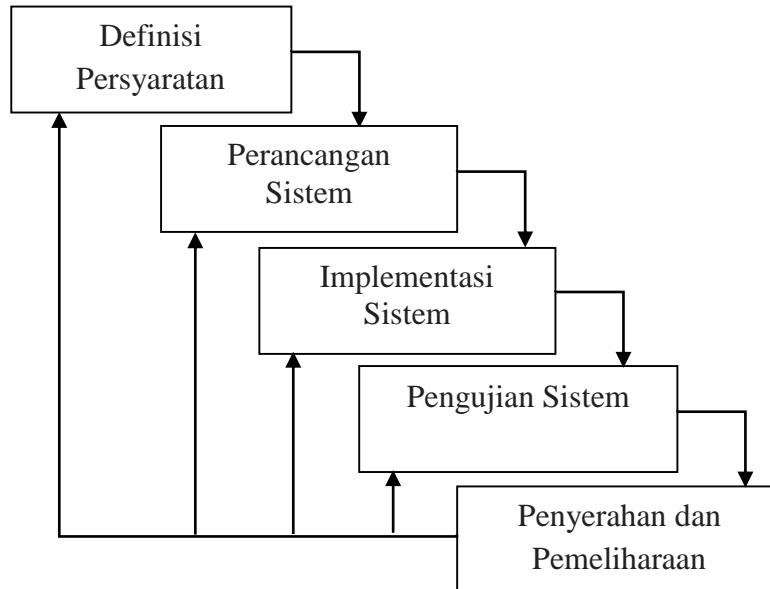 Definisi
Persyaratan
Perancangan
Sistem
Implementasi
Sistem
Pengujian Sistem
Penyerahan dan
Pemeliharaan